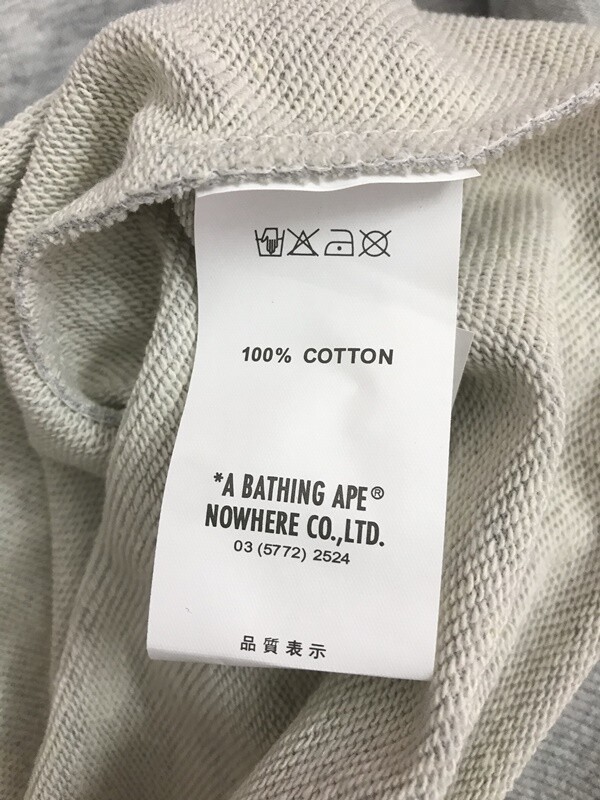 100% COTTON
*A BATHING APE®
NOWHERE CO.,LTD.
03 (5772) 2524
品質表示